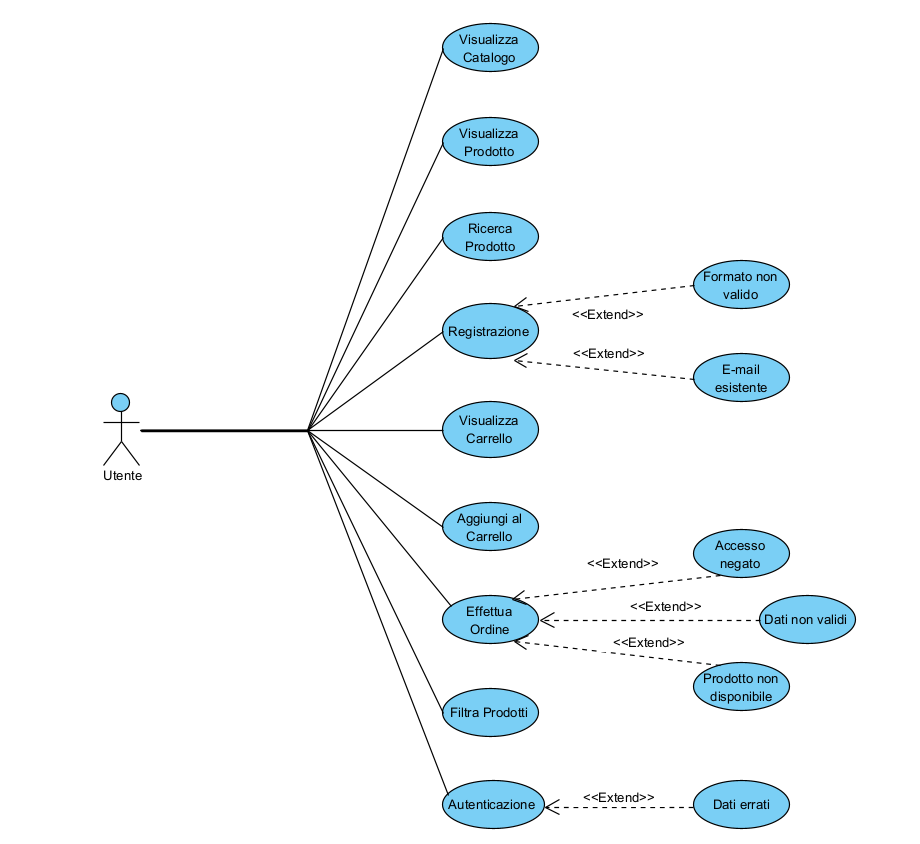 Visualizza
Catalogo
Visualizza
Prodotto
Ricerca
Prodotto
Formato non
valido
<<Extend>>
Registrazione
<<Extend>>
E-mail
esistente
Utente
Visualizza
Carrello
Aggiungi al
Carrello
Accesso
negato
<<Extend>>
Effettua
Ordine
<<Extend>>
Dati non validi
<<Extend>>
Prodotto non
disponibile
Filtra Prodotti
Autenticazione
<<Extend>>
Dati errati